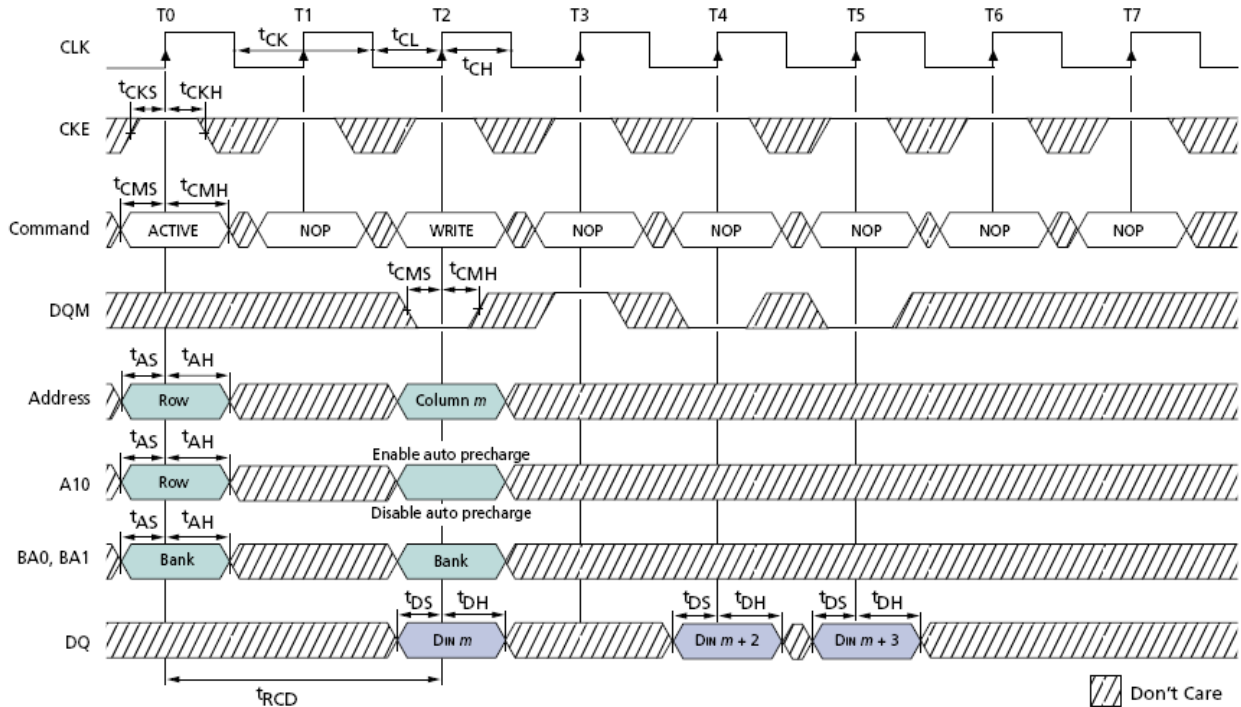 T0 T1 T2 T3 T4 T5 T6 T7
CLK tCK tCL tCH
tCKS tCKH
CKE
tCMS tCMH
Command ACTIVE NOP WRITE NOP NOP NOP NOP NOP
tCMS tCMH
DQM
tAS tAH
Address Row Column m
tAS tAH Enable auto precharge
A10 Row
tAS tAH Disable auto precharge
BA0, BA1 Bank Bank
tDS tDH tDS tDH tDS tDH
DQ DIN m DIN m + 2 DIN m + 3
tRCD
Don't Care